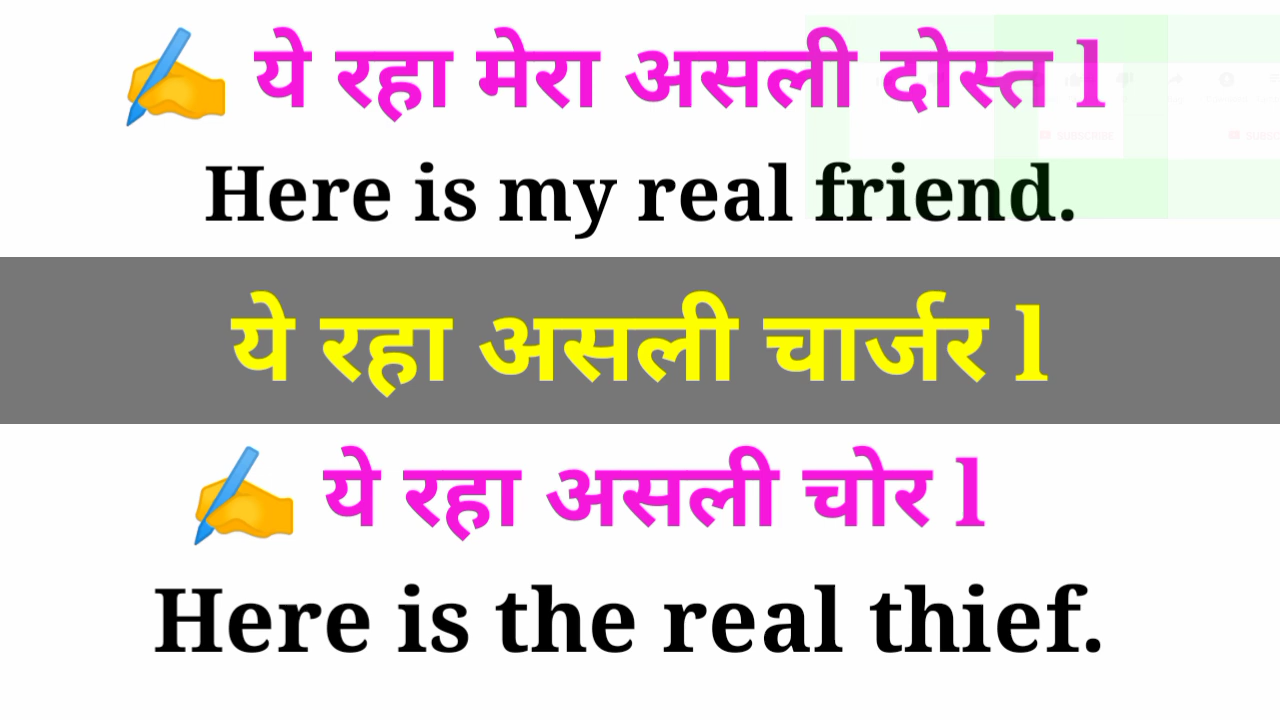 ये रहा मेरा असली दोस्त l
Here is my real friend.
ये रहा असली चार्जर l
ये रहा असली चोर l
Here is the real thief.